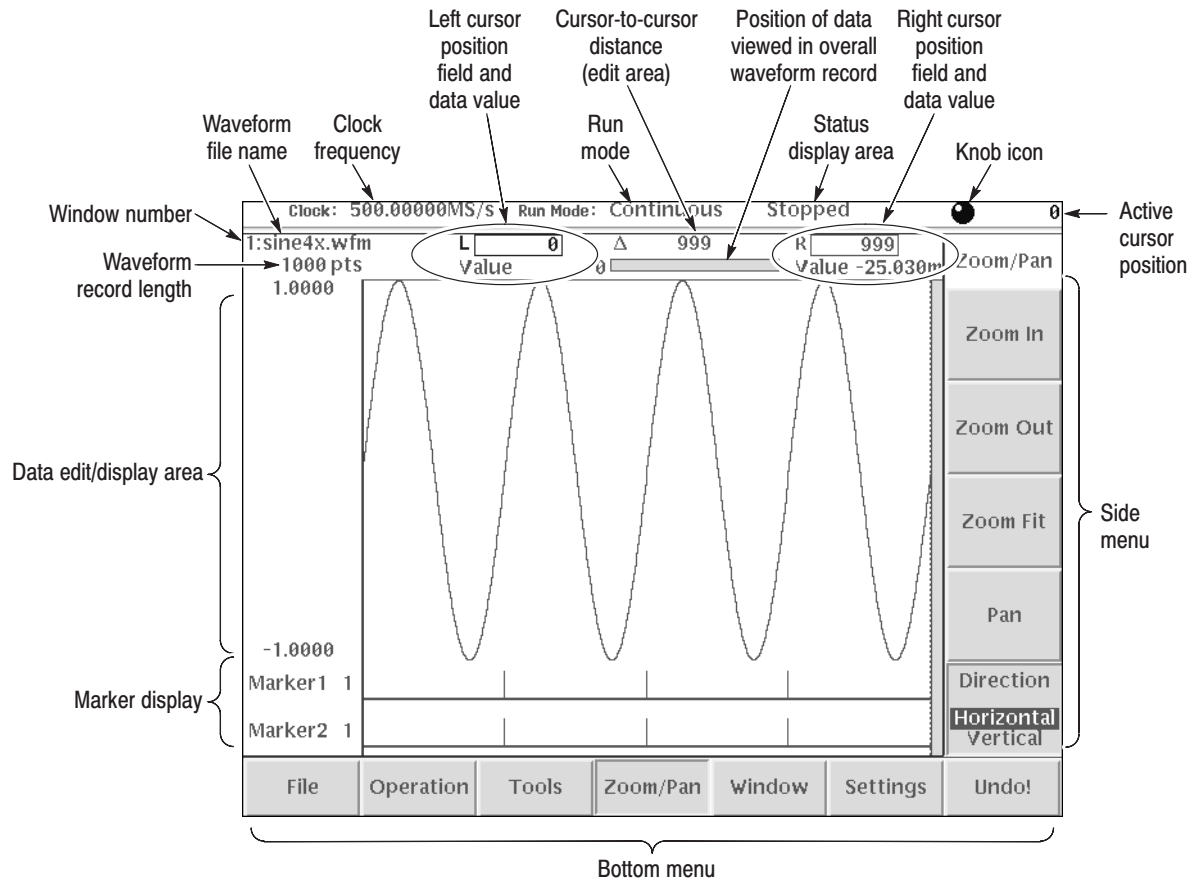 Left cursor
position
field and
data value
Cursor-to-cursor
distance
(edit area)
Position of data
viewed in overall
waveform record
Right cursor
position
field and
data value
Waveform
file name
Clock
frequency
Run
mode
Status
display area
Knob icon
Window number
Clock: 500.00000MS/s Run Mode: Continuous Stopped 0
Active
cursor
position
1:sine4x.wfm L 0 Δ 999 R 999
Waveform
record length
1000 pts Value 0 Value -25.030m
Zoom/Pan
1.0000
Zoom In
Zoom Out
Data edit/display area
Zoom Fit
Side
menu
Pan
-1.0000
Marker display
Marker1 1
Marker2 1
Direction
Horizontal
Vertical
File Operation Tools Zoom/Pan Window Settings Undo!
Bottom menu